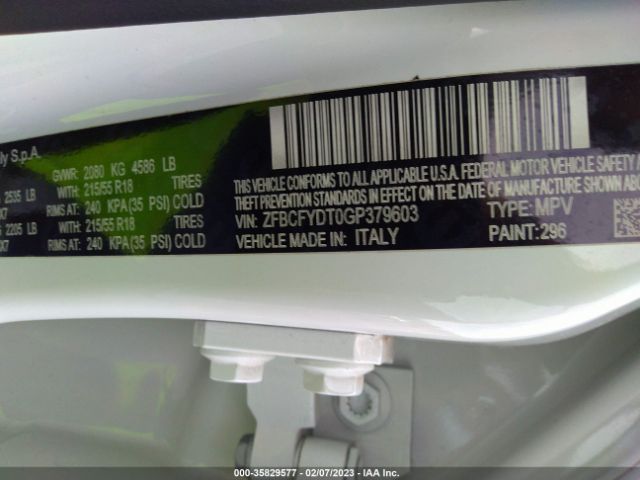 ly S.p.A.
GVWR: 2080 KG 4586 LB
2535 LB WITH: 215/55 R18 TIRES
RIMS AT: 240 KPA (35 PSI) COLD
2205 LB WITH: 215/55 R18 TIRES
RIMS AT: 240 KPA (35 PSI) COLD
THIS VEHICLE CONFORMS TO ALL APPLICABLE U.S.A. FEDERAL MOTOR VEHICLE SAFETY
THEFT PREVENTION STANDARDS IN EFFECT ON THE DATE OF MANUFACTURE SHOWN
VIN: ZFBCFYDT0GP379603 TYPE: MPV
VEHICLE MADE IN: ITALY PAINT: 296
000-35829577 - 02/07/2023 - IAAI.COM